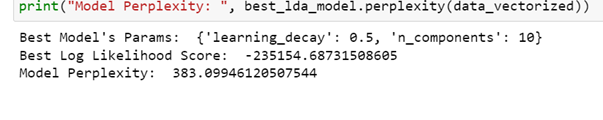 print("Model Perplexity: ", best_lda_model.perplexity(data_vectorized))
Best Model's Params:  {'learning_decay': 0.5, 'n_components': 10}
Best Log Likelihood Score:  -235154.68731508605
Model Perplexity:  383.09946120507544